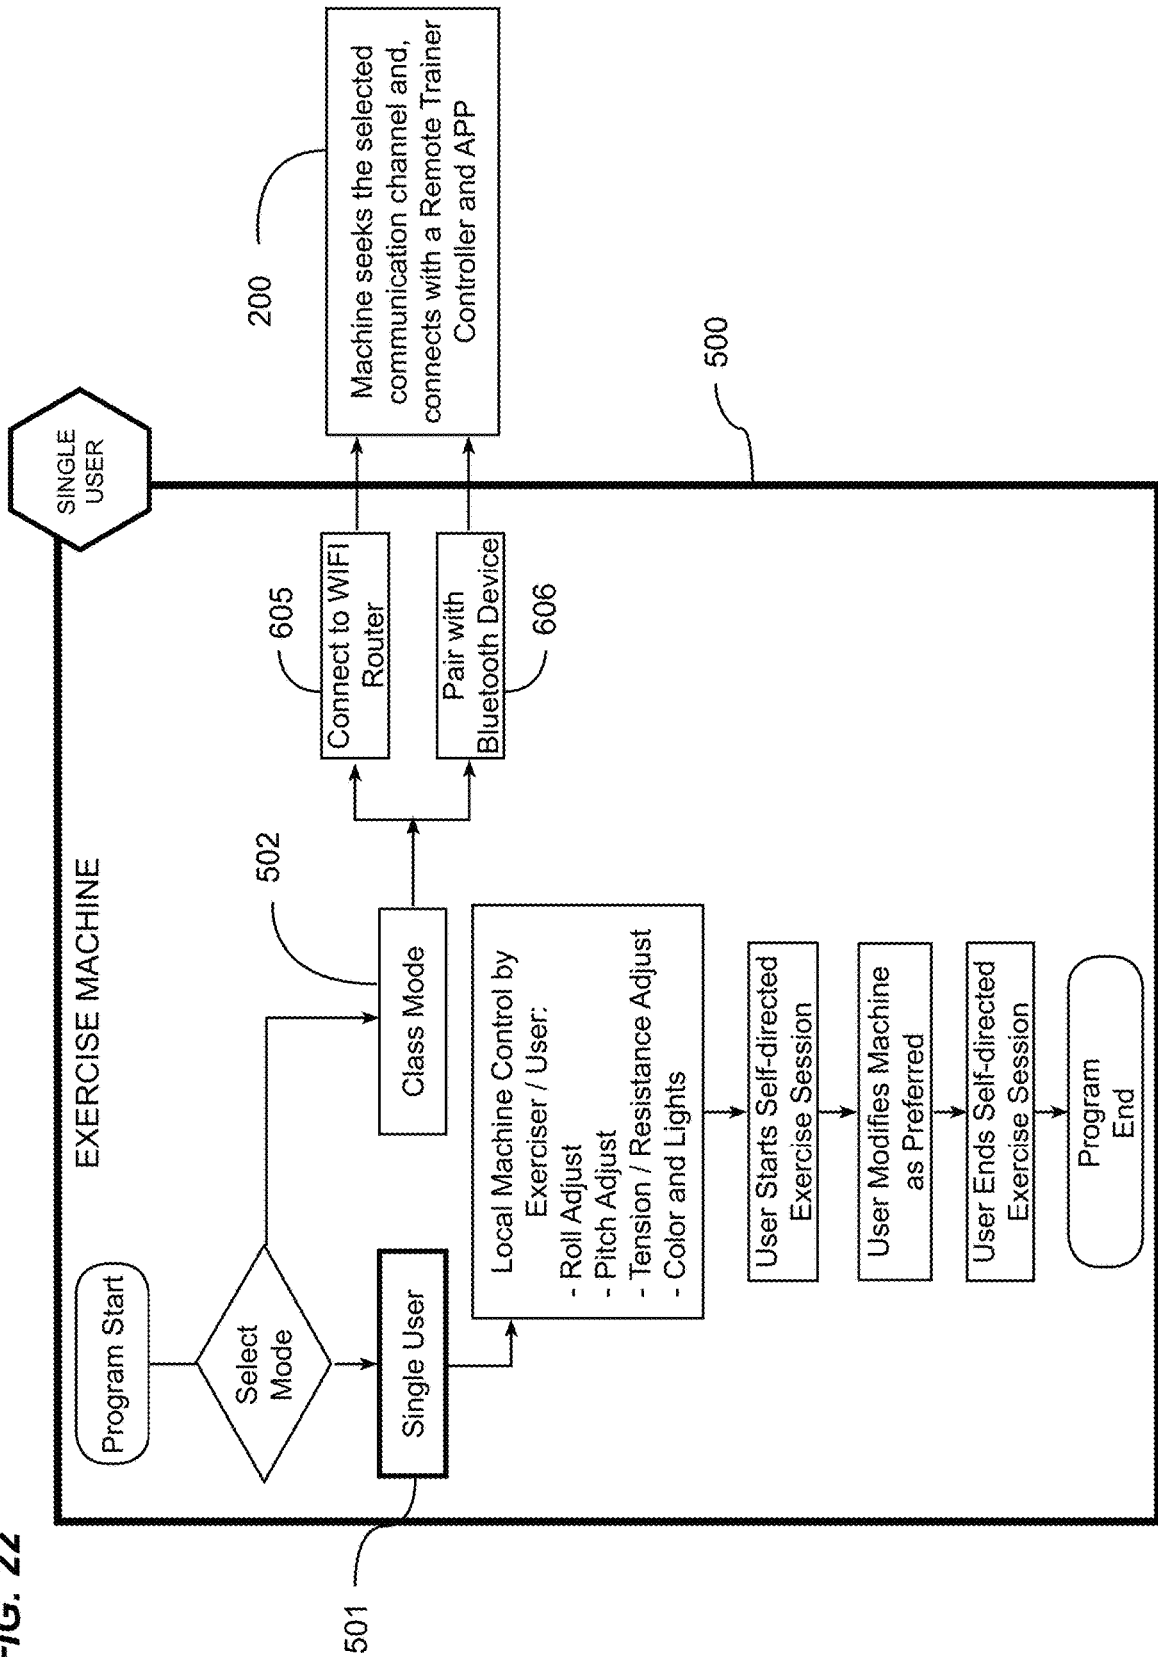 FIG. 22
SINGLE
USER
EXERCISE MACHINE
Program Start
Select
Mode
501
Single User
502
Class Mode
605
Connect to WIFI
Router
Pair with
Bluetooth Device
606
200
Machine seeks the selected
communication channel and,
connects with a Remote Trainer
Controller and APP
500
Local Machine Control by
Exerciser / User:
- Roll Adjust
- Pitch Adjust
- Tension / Resistance Adjust
- Color and Lights
User Starts Self-directed
Exercise Session
User Modifies Machine
as Preferred
User Ends Self-directed
Exercise Session
Program
End